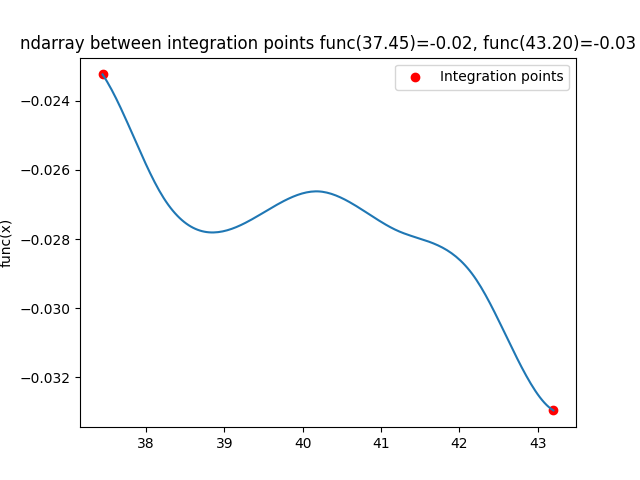 ndarray between integration points func(37.45)=-0.02, func(43.20)=-0.03
Integration points
−0.024
−0.026
−0.028
−0.030
−0.032
func(x)
38 39 40 41 42 43